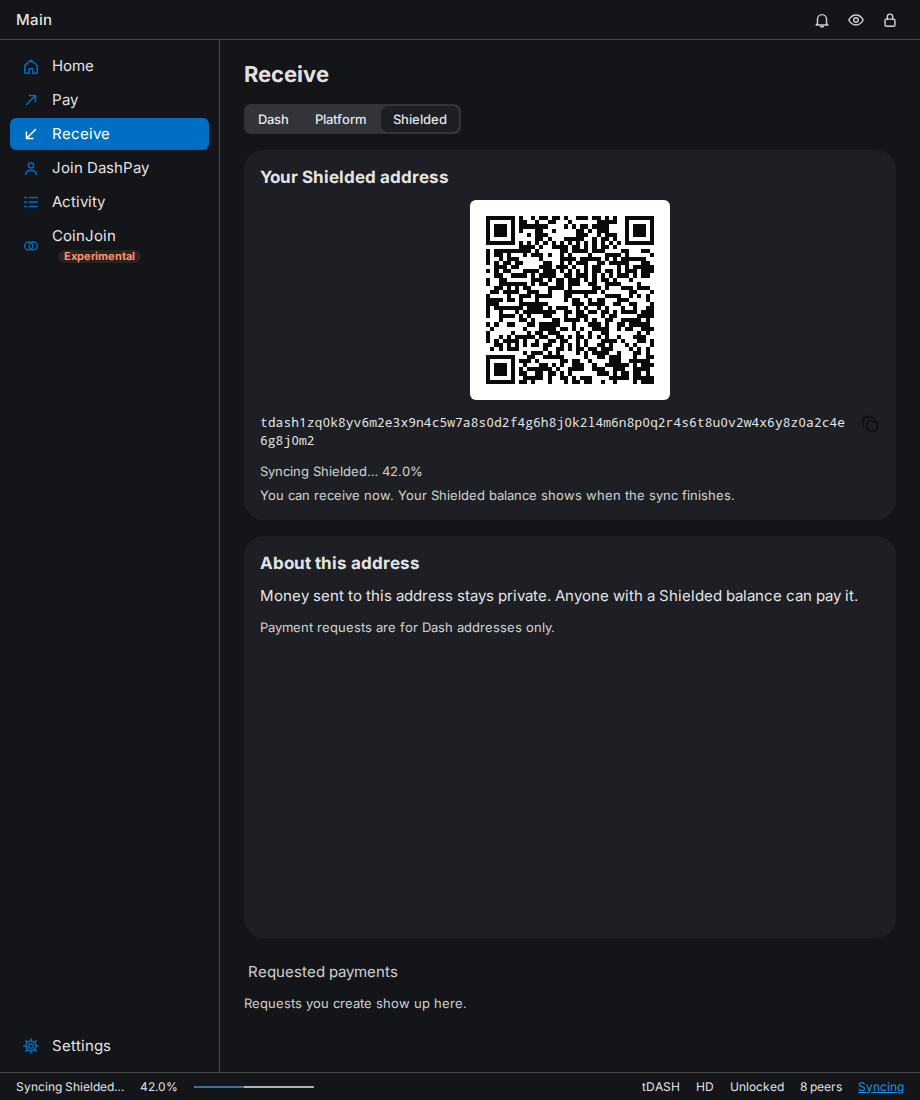 Main
Home
Pay
Receive
Join DashPay
Activity
CoinJoin
Experimental
Settings
Receive
Dash Platform Shielded
Your Shielded address
tdash1zq0k8yv6m2e3x9n4c5w7a8s0d2f4g6h8j0k2l4m6n8p0q2r4s6t8u0v2w4x6y8z0a2c4e
6g8j0m2
Syncing Shielded... 42.0%
You can receive now. Your Shielded balance shows when the sync finishes.
About this address
Money sent to this address stays private. Anyone with a Shielded balance can pay it.
Payment requests are for Dash addresses only.
Requested payments
Requests you create show up here.
Syncing Shielded... 42.0% tDASH HD Unlocked 8 peers Syncing